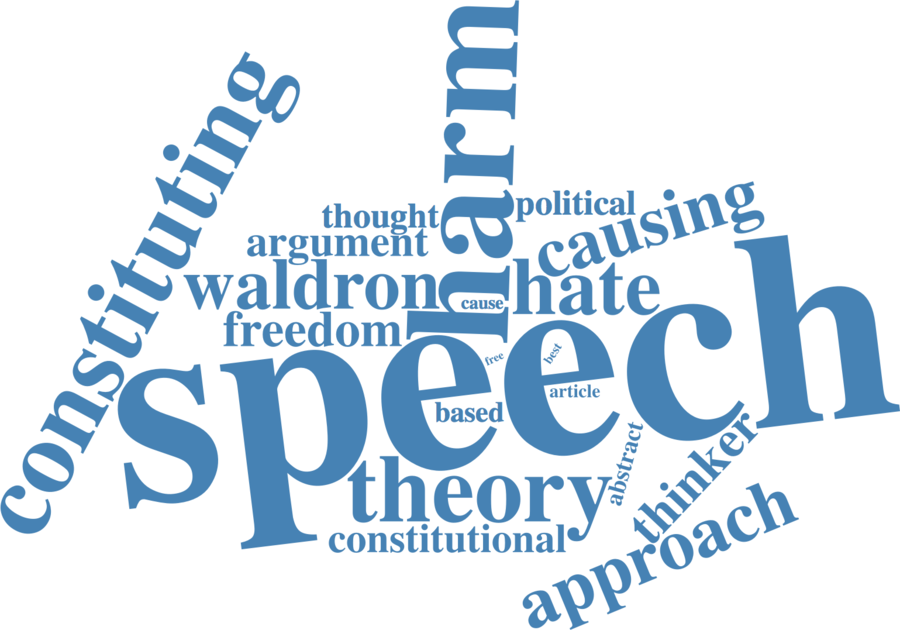 harm
constituting
thought
political
causing
argument
waldron
cause
hate
freedom
speech
free
best
article
based
abstract
theory
thinker
constitutional
approach